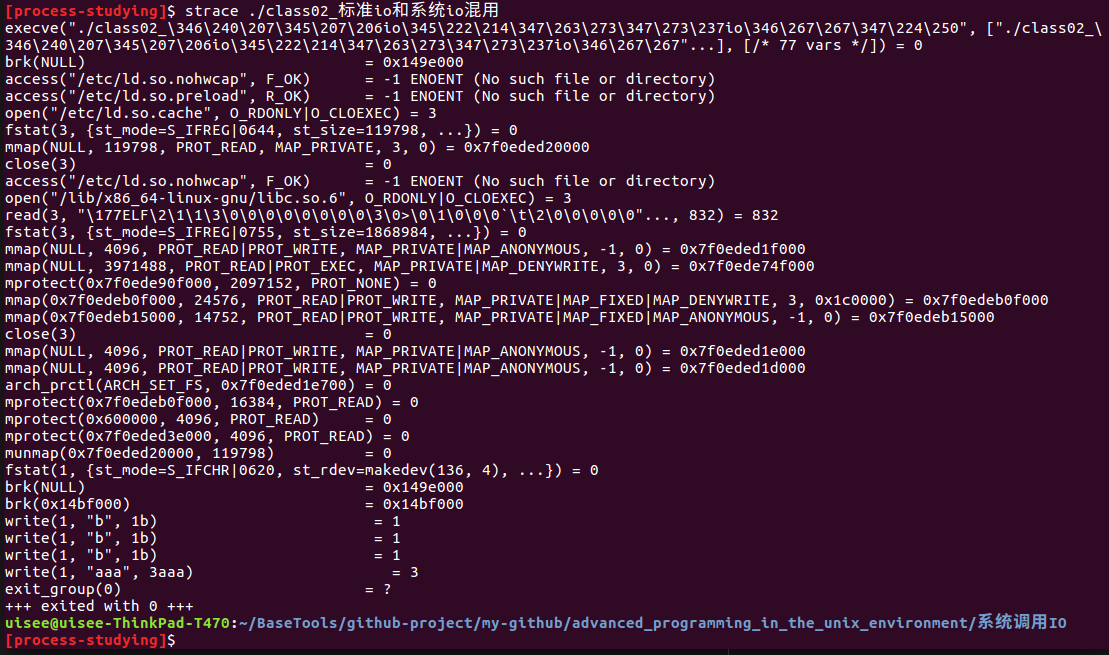 [process-studying]$ strace ./class02_标准io和系统io混用
execve("./class02_\346\240\207\345\207\206io\345\222\214\347\263\273\347\273\237io\346\267\267\347\224\250", ["./class02_\
\346\240\207\345\207\206io\345\222\214\347\263\273\347\273\237io\346\267\267"...], [/* 77 vars */]) = 0
brk(NULL) = 0x149e000
access("/etc/ld.so.nohwcap", F_OK) = -1 ENOENT (No such file or directory)
access("/etc/ld.so.preload", R_OK) = -1 ENOENT (No such file or directory)
open("/etc/ld.so.cache", O_RDONLY|O_CLOEXEC) = 3
fstat(3, {st_mode=S_IFREG|0644, st_size=119798, ...}) = 0
mmap(NULL, 119798, PROT_READ, MAP_PRIVATE, 3, 0) = 0x7f0eded20000
close(3) = 0
access("/etc/ld.so.nohwcap", F_OK) = -1 ENOENT (No such file or directory)
open("/lib/x86_64-linux-gnu/libc.so.6", O_RDONLY|O_CLOEXEC) = 3
read(3, "\177ELF\2\1\1\3\0\0\0\0\0\0\0\0\3\0>\0\1\0\0\0`\t\2\0\0\0\0\0"..., 832) = 832
fstat(3, {st_mode=S_IFREG|0755, st_size=1868984, ...}) = 0
mmap(NULL, 4096, PROT_READ|PROT_WRITE, MAP_PRIVATE|MAP_ANONYMOUS, -1, 0) = 0x7f0eded1f000
mmap(NULL, 3971488, PROT_READ|PROT_EXEC, MAP_PRIVATE|MAP_DENYWRITE, 3, 0) = 0x7f0ede74f000
mprotect(0x7f0ede90f000, 2097152, PROT_NONE) = 0
mmap(0x7f0edeb0f000, 24576, PROT_READ|PROT_WRITE, MAP_PRIVATE|MAP_FIXED|MAP_DENYWRITE, 3, 0x1c0000) = 0x7f0edeb0f000
mmap(0x7f0edeb15000, 14752, PROT_READ|PROT_WRITE, MAP_PRIVATE|MAP_FIXED|MAP_ANONYMOUS, -1, 0) = 0x7f0edeb15000
close(3) = 0
mmap(NULL, 4096, PROT_READ|PROT_WRITE, MAP_PRIVATE|MAP_ANONYMOUS, -1, 0) = 0x7f0eded1e000
mmap(NULL, 4096, PROT_READ|PROT_WRITE, MAP_PRIVATE|MAP_ANONYMOUS, -1, 0) = 0x7f0eded1d000
arch_prctl(ARCH_SET_FS, 0x7f0eded1e700) = 0
mprotect(0x7f0edeb0f000, 16384, PROT_READ) = 0
mprotect(0x600000, 4096, PROT_READ) = 0
mprotect(0x7f0eded3e000, 4096, PROT_READ) = 0
munmap(0x7f0eded20000, 119798) = 0
fstat(1, {st_mode=S_IFCHR|0620, st_rdev=makedev(136, 4), ...}) = 0
brk(NULL) = 0x149e000
brk(0x14bf000) = 0x14bf000
write(1, "b", 1b) = 1
write(1, "b", 1b) = 1
write(1, "b", 1b) = 1
write(1, "aaa", 3aaa) = 3
exit_group(0) = ?
+++ exited with 0 +++
uisee@uisee-ThinkPad-T470:~/BaseTools/github-project/my-github/advanced_programming_in_the_unix_environment/系统调用IO
[process-studying]$